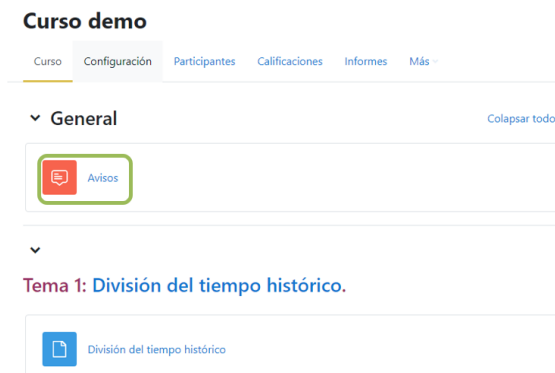 Curso demo
Curso Configuración Participantes Calificaciones Informes Más
General Colapsar todo
Avisos
Tema 1: División del tiempo histórico.
División del tiempo histórico